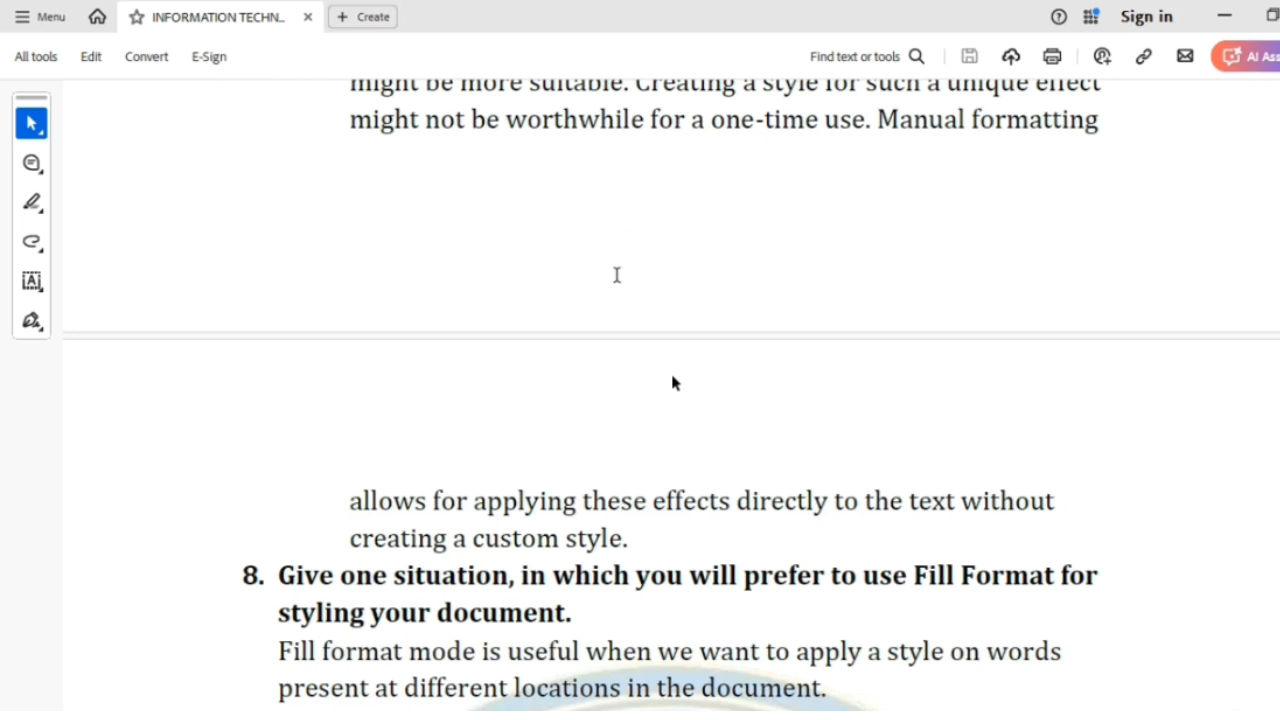 Menu
INFORMATION TECHN...
Create
Sign in
All tools
Edit
Convert
E-Sign
Find text or tools
AI Ass
might be more suitable. Creating a style for such a unique effect
might not be worthwhile for a one-time use. Manual formatting
allows for applying these effects directly to the text without
creating a custom style.
8. Give one situation, in which you will prefer to use Fill Format for
styling your document.
Fill format mode is useful when we want to apply a style on words
present at different locations in the document.